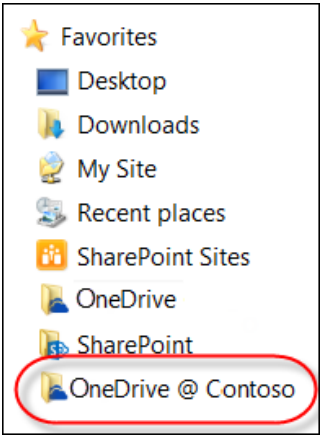 Favorites
Desktop
Downloads
My Site
Recent places
SharePoint Sites
OneDrive
SharePoint
OneDrive @ Contoso